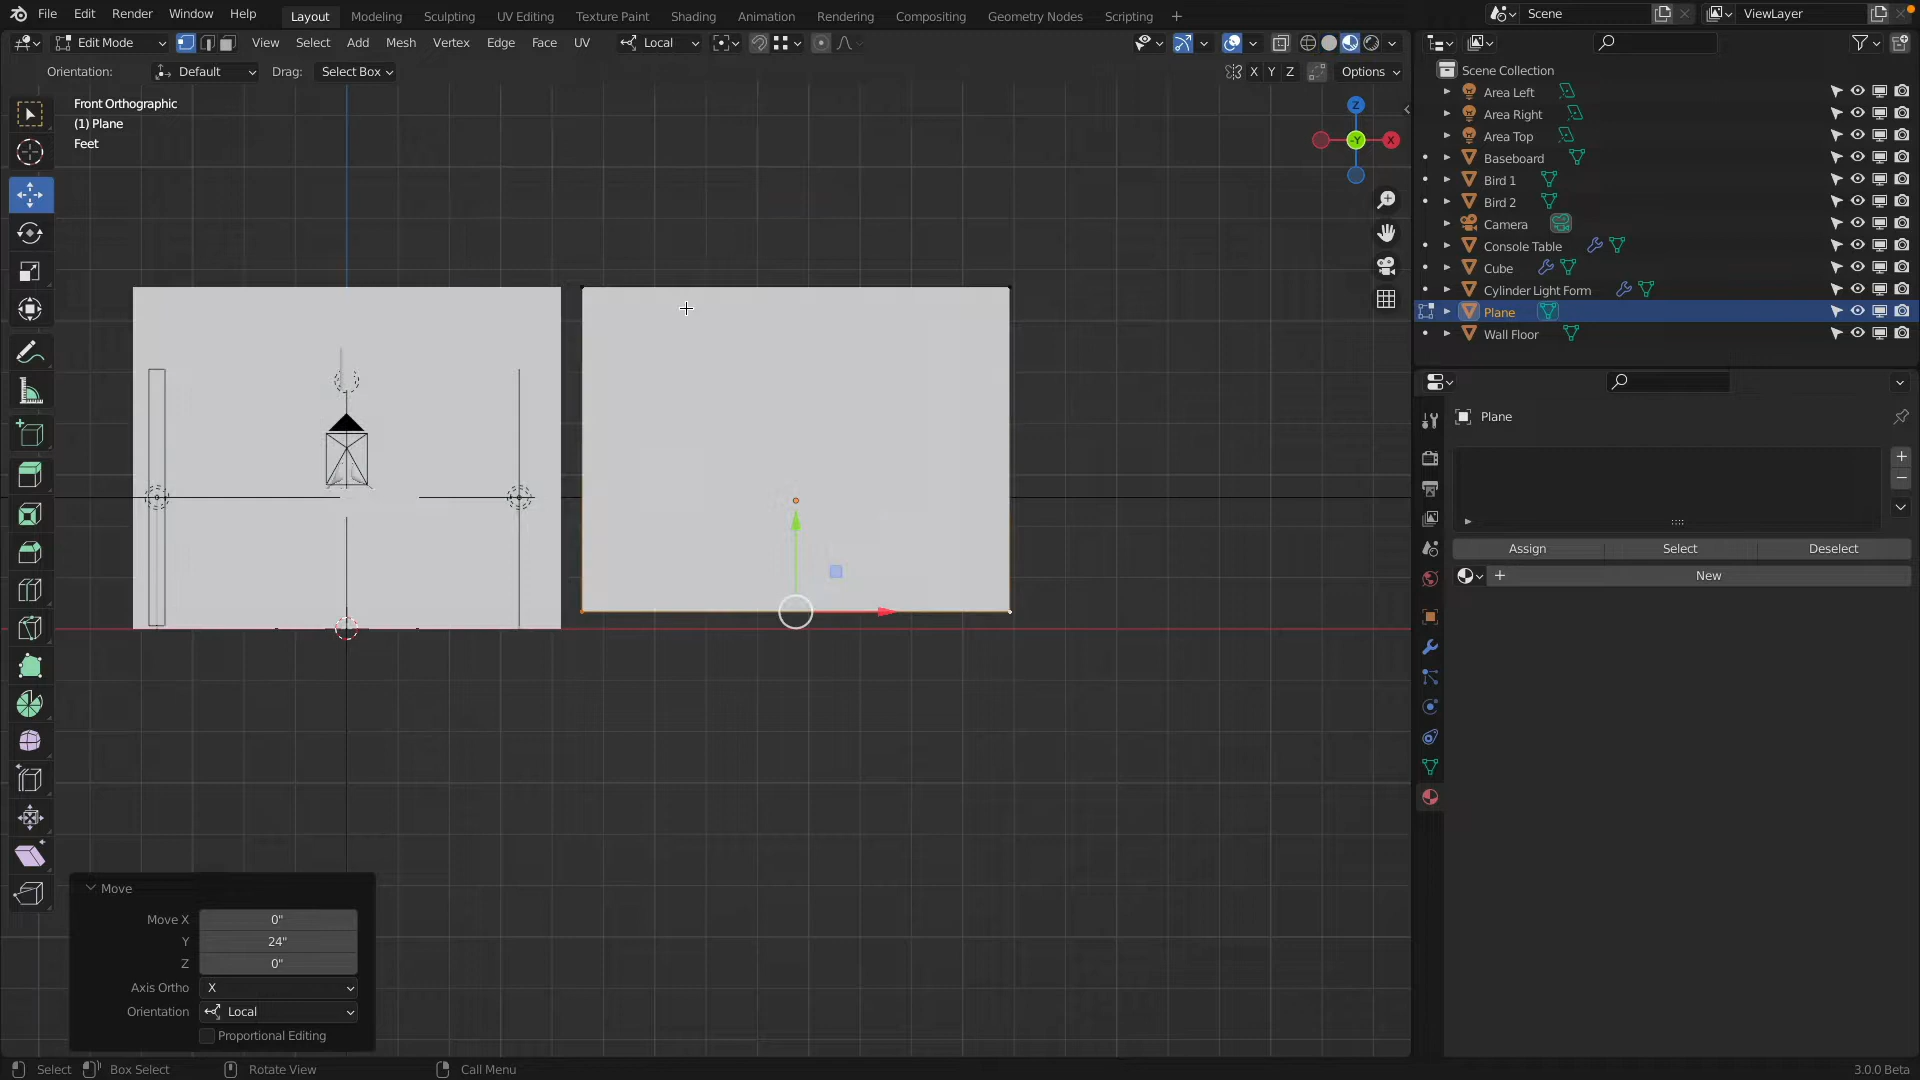 File Edit Render Window Help Layout Modeling Sculpting UV Editing Texture Paint Shading Animation Rendering Compositing Geometry Nodes Scripting + Scene ViewLayer
Edit Mode View Select Add Mesh Vertex Edge Face UV Local
Orientation: Default Drag: Select Box X Y Z Options
Front Orthographic
(1) Plane
Feet
Z
-Y X
Scene Collection
Area Left
Area Right
Area Top
Baseboard
Bird 1
Bird 2
Camera
Console Table
Cube
Cylinder Light Form
Plane
Wall Floor
Plane
Assign Select Deselect
New
Move
Move X 0"
Y 24"
Z 0"
Axis Ortho X
Orientation Local
Proportional Editing
Select Box Select Rotate View Call Menu 3.0.0 Beta